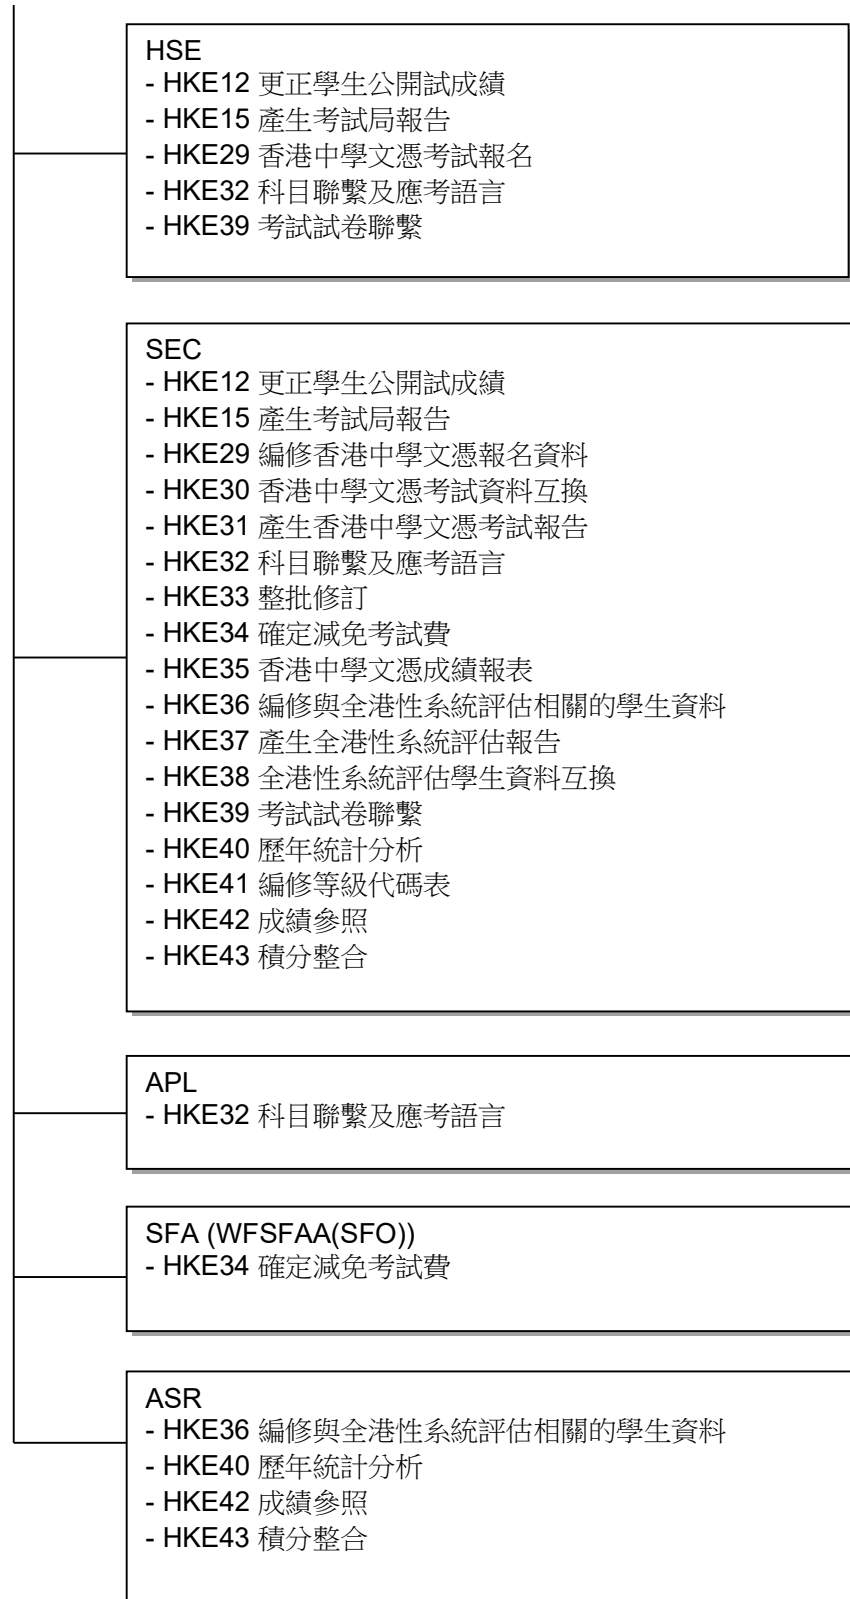 HSE
- HKE12 更正學生公開試成績
- HKE15 產生考試局報告
- HKE29 香港中學文憑考試報名
- HKE32 科目聯繫及應考語言
- HKE39 考試試卷聯繫
SEC
- HKE12 更正學生公開試成績
- HKE15 產生考試局報告
- HKE29 編修香港中學文憑報名資料
- HKE30 香港中學文憑考試資料互換
- HKE31 產生香港中學文憑考試報告
- HKE32 科目聯繫及應考語言
- HKE33 整批修訂
- HKE34 確定減免考試費
- HKE35 香港中學文憑成績報表
- HKE36 編修與全港性系統評估相關的學生資料
- HKE37 產生全港性系統評估報告
- HKE38 全港性系統評估學生資料互換
- HKE39 考試試卷聯繫
- HKE40 歷年統計分析
- HKE41 編修等級代碼表
- HKE42 成績參照
- HKE43 積分整合
APL
- HKE32 科目聯繫及應考語言
SFA (WFSFAA(SFO))
- HKE34 確定減免考試費
ASR
- HKE36 編修與全港性系統評估相關的學生資料
- HKE40 歷年統計分析
- HKE42 成績參照
- HKE43 積分整合